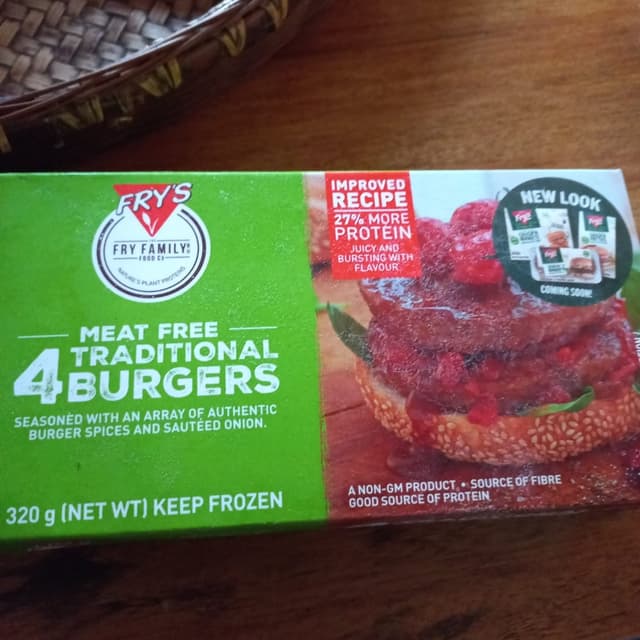 FRY'S
FRY FAMILY
FOOD CO
NATURE'S PLANT PROTEINS
MEAT FREE
4 TRADITIONAL
BURGERS
SEASONED WITH AN ARRAY OF AUTHENTIC
BURGER SPICES AND SAUTÉED ONION.
320 g (NET WT) KEEP FROZEN
IMPROVED
RECIPE
27% MORE
PROTEIN
JUICY AND
BURSTING WITH
FLAVOUR
NEW LOOK
COMING SOON!
A NON-GM PRODUCT • SOURCE OF FIBRE
GOOD SOURCE OF PROTEIN